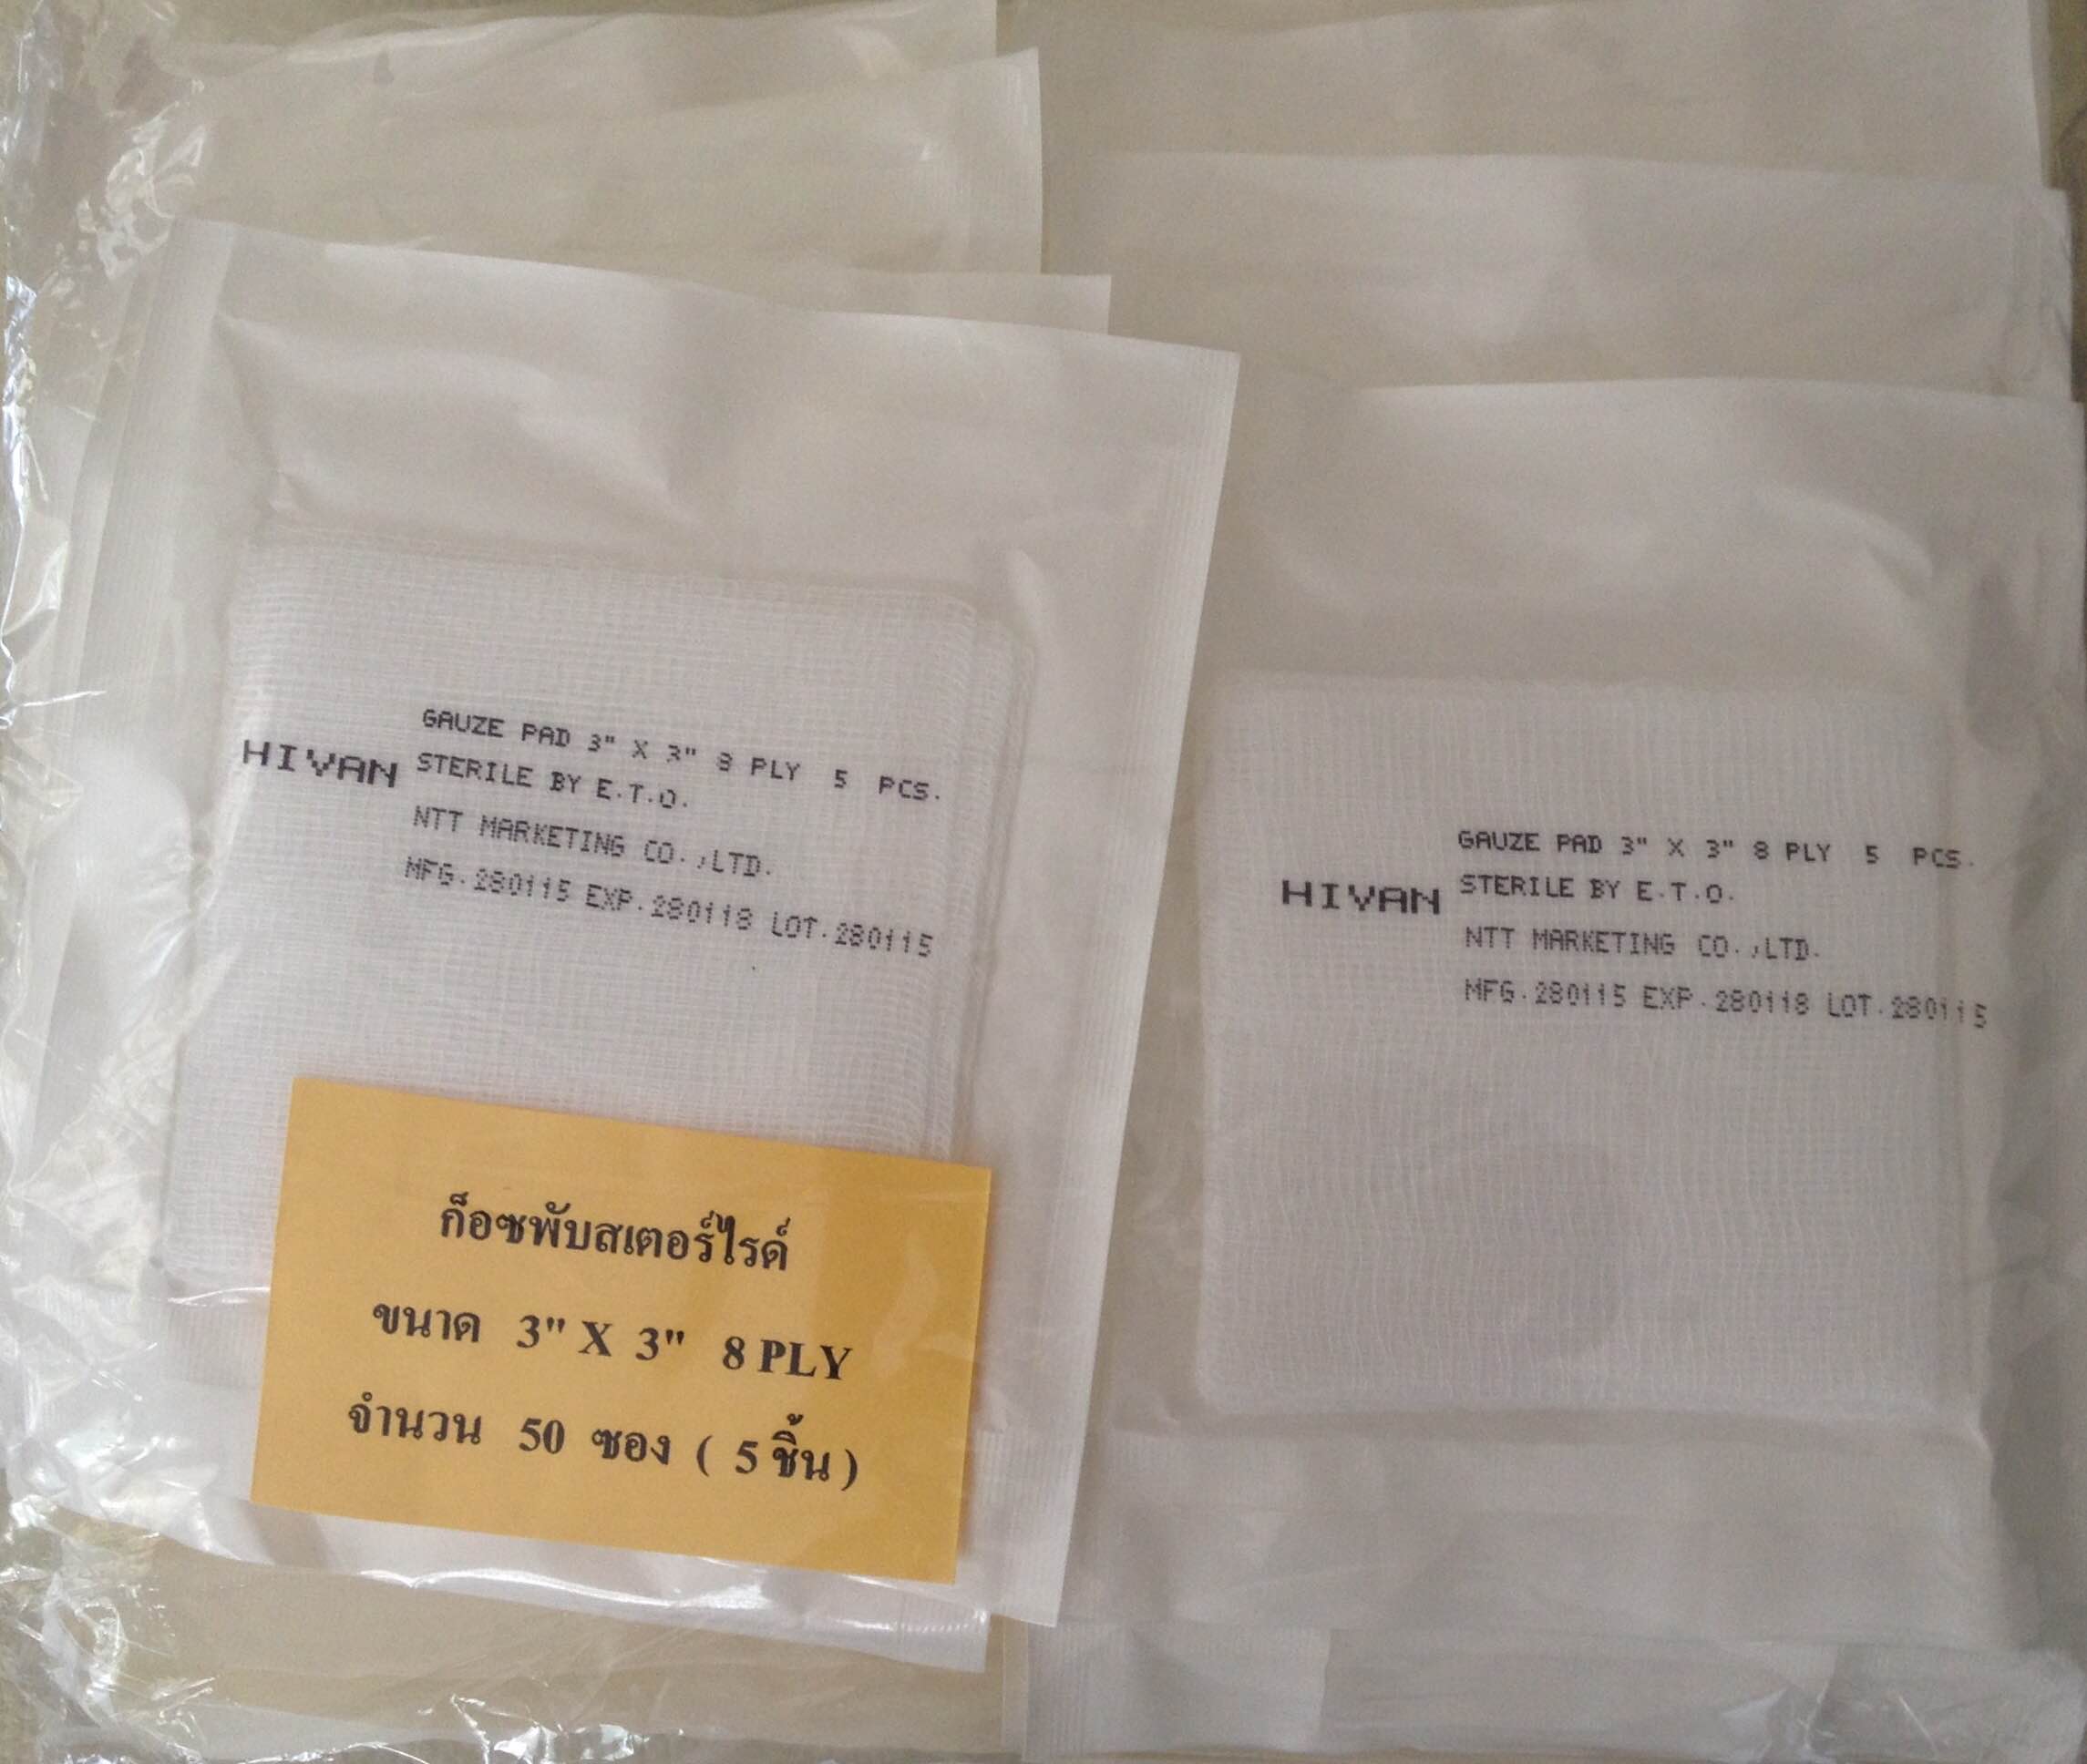 GAUZE PAD 3" X 3" 8 PLY 5 PCS.
HIVAN STERILE BY E.T.O.
NTT MARKETING CO.,LTD.
MFG.280115 EXP.280118 LOT.280115
ก็อซพับสเตอร์ไรด์
ขนาด 3" X 3" 8 PLY
จำนวน 50 ซอง ( 5 ชิ้น )
GAUZE PAD 3" X 3" 8 PLY 5 PCS.
HIVAN STERILE BY E.T.O.
NTT MARKETING CO.,LTD.
MFG.280115 EXP.280118 LOT.280115